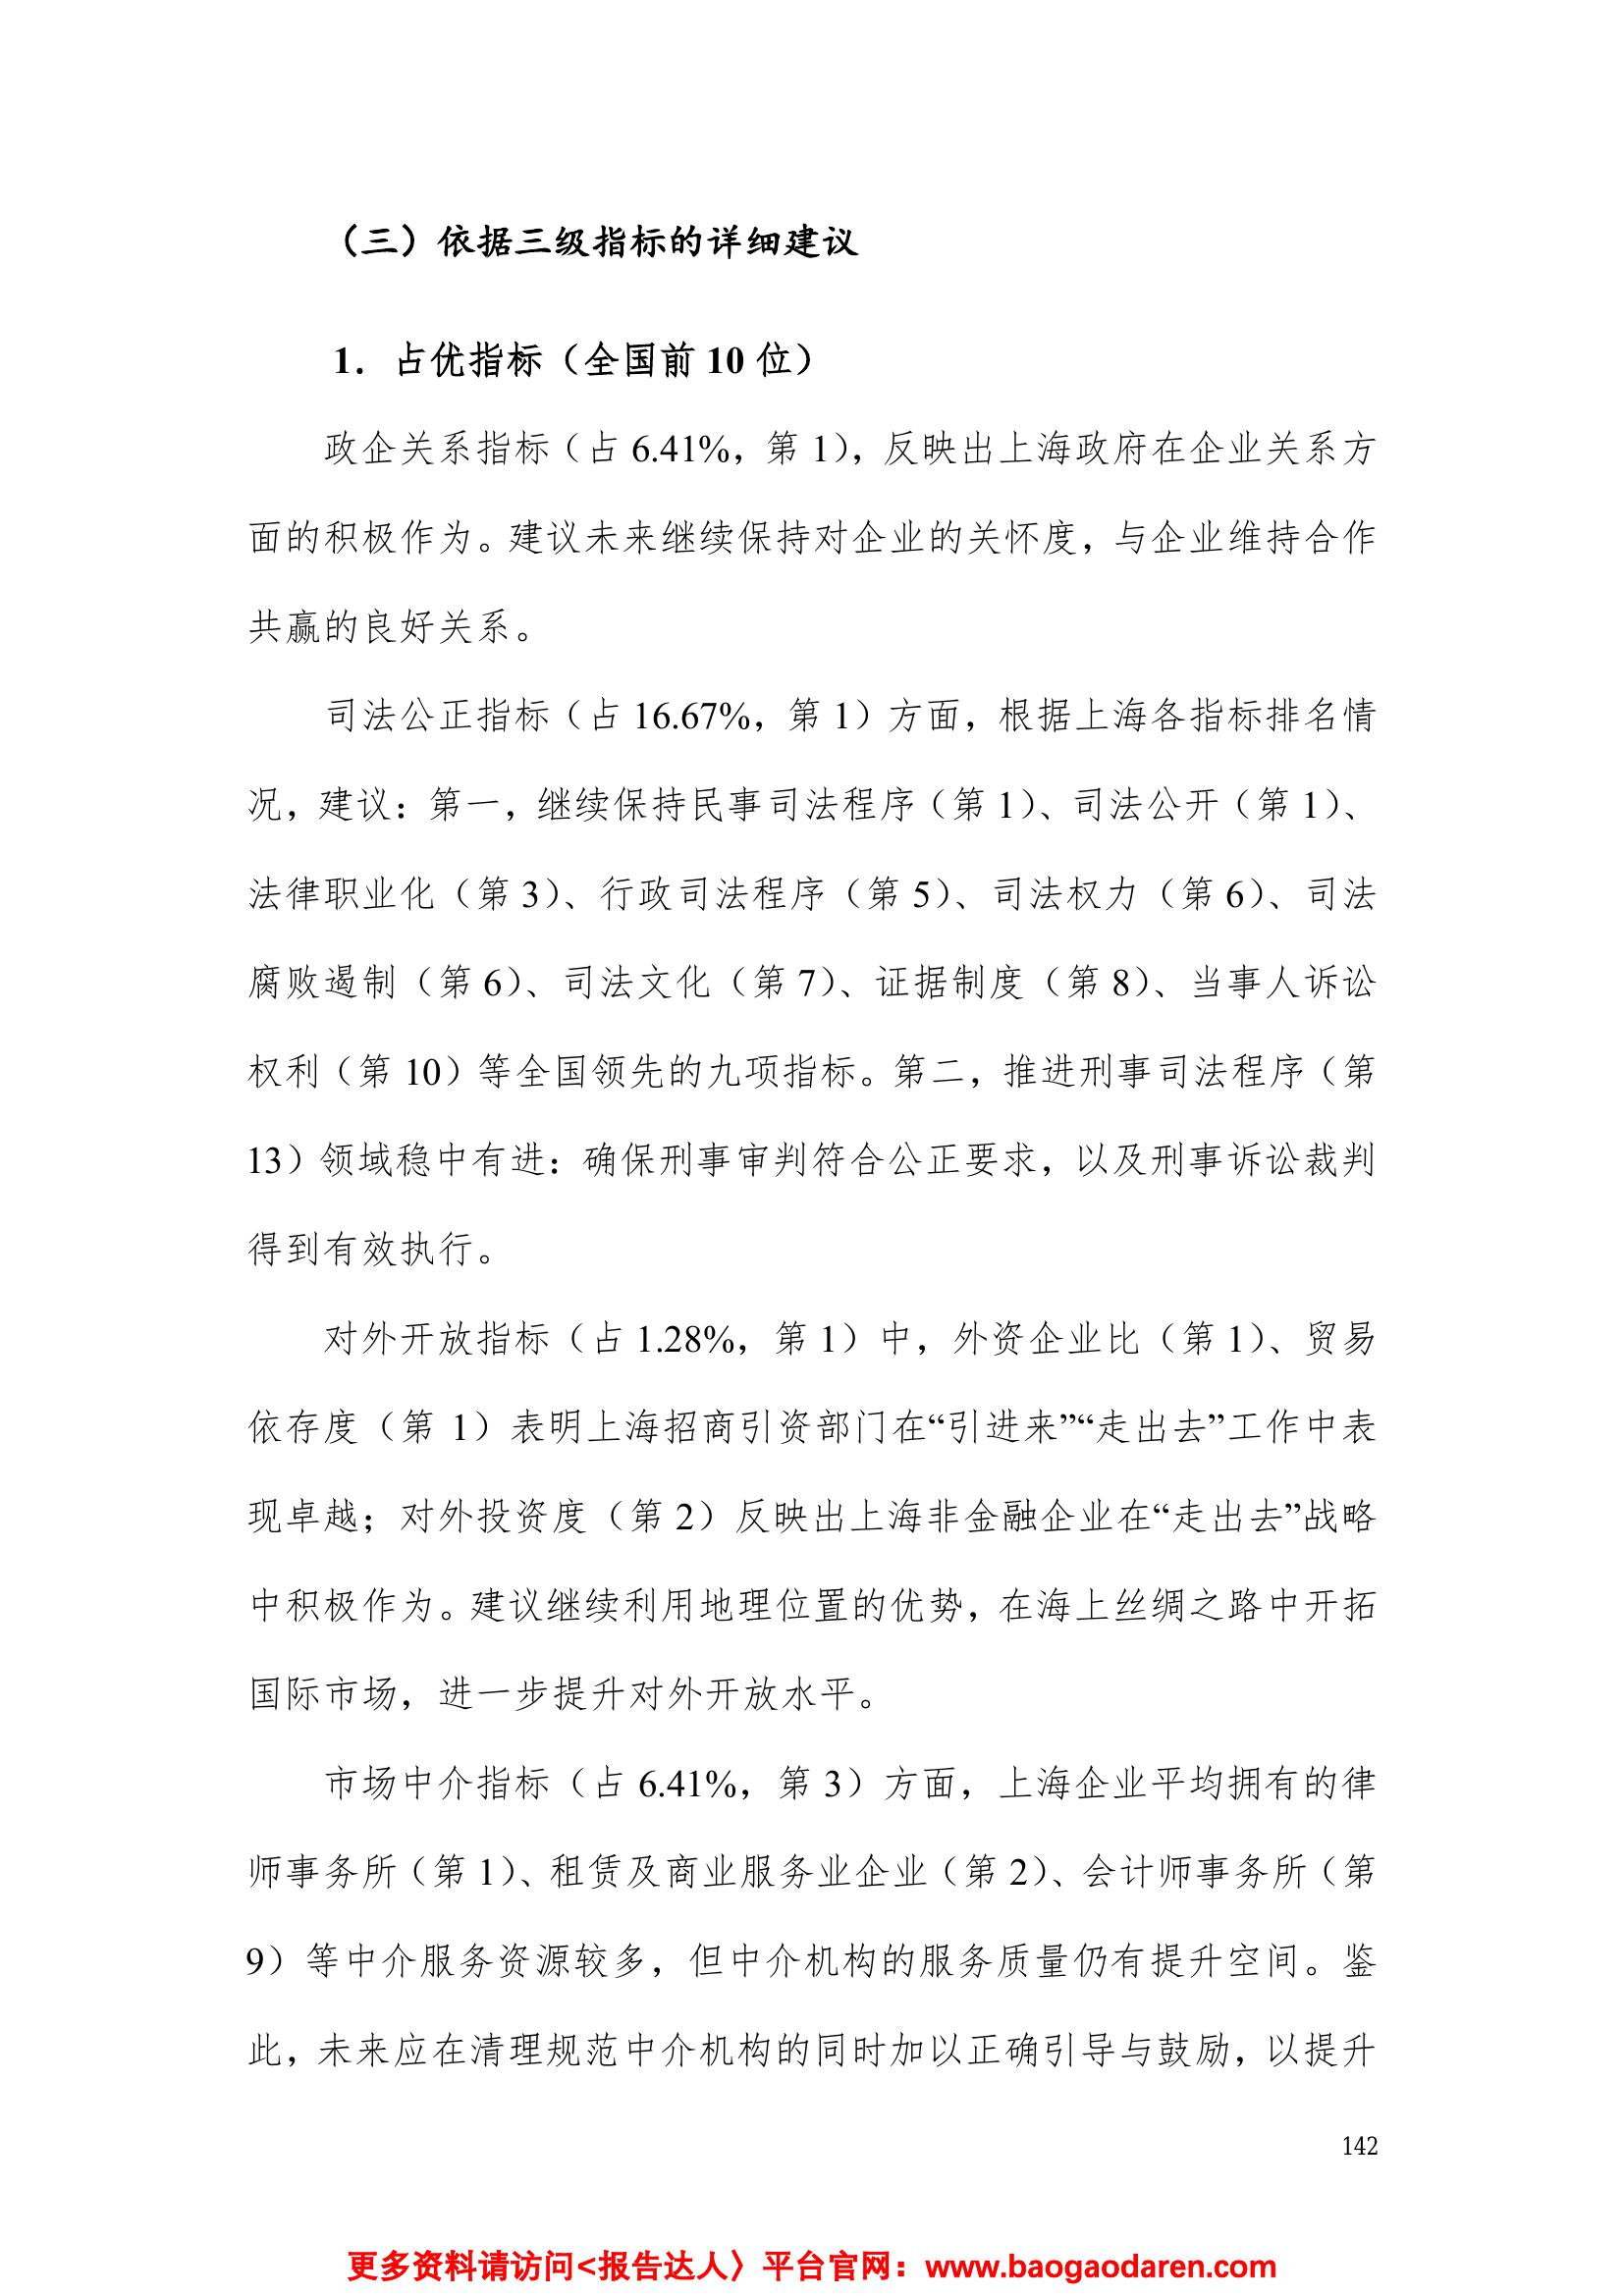 （三）依据三级指标的详细建议
1．占优指标（全国前 10 位）
政企关系指标（占 6.41%，第 1），反映出上海政府在企业关系方
面的积极作为。建议未来继续保持对企业的关怀度，与企业维持合作
共赢的良好关系。
司法公正指标（占 16.67%，第 1）方面，根据上海各指标排名情
况，建议：第一，继续保持民事司法程序（第 1）、司法公开（第 1）、
法律职业化（第 3）、行政司法程序（第 5）、司法权力（第 6）、司法
腐败遏制（第 6）、司法文化（第 7）、证据制度（第 8）、当事人诉讼
权利（第 10）等全国领先的九项指标。第二，推进刑事司法程序（第
13）领域稳中有进：确保刑事审判符合公正要求，以及刑事诉讼裁判
得到有效执行。
对外开放指标（占 1.28%，第 1）中，外资企业比（第 1）、贸易
依存度（第 1）表明上海招商引资部门在“引进来”“走出去”工作中表
现卓越；对外投资度（第 2）反映出上海非金融企业在“走出去”战略
中积极作为。建议继续利用地理位置的优势，在海上丝绸之路中开拓
国际市场，进一步提升对外开放水平。
市场中介指标（占 6.41%，第 3）方面，上海企业平均拥有的律
师事务所（第 1）、租赁及商业服务业企业（第 2）、会计师事务所（第
9）等中介服务资源较多，但中介机构的服务质量仍有提升空间。鉴
此，未来应在清理规范中介机构的同时加以正确引导与鼓励，以提升
142
更多资料请访问<报告达人〉平台官网：www.baogaodaren.com